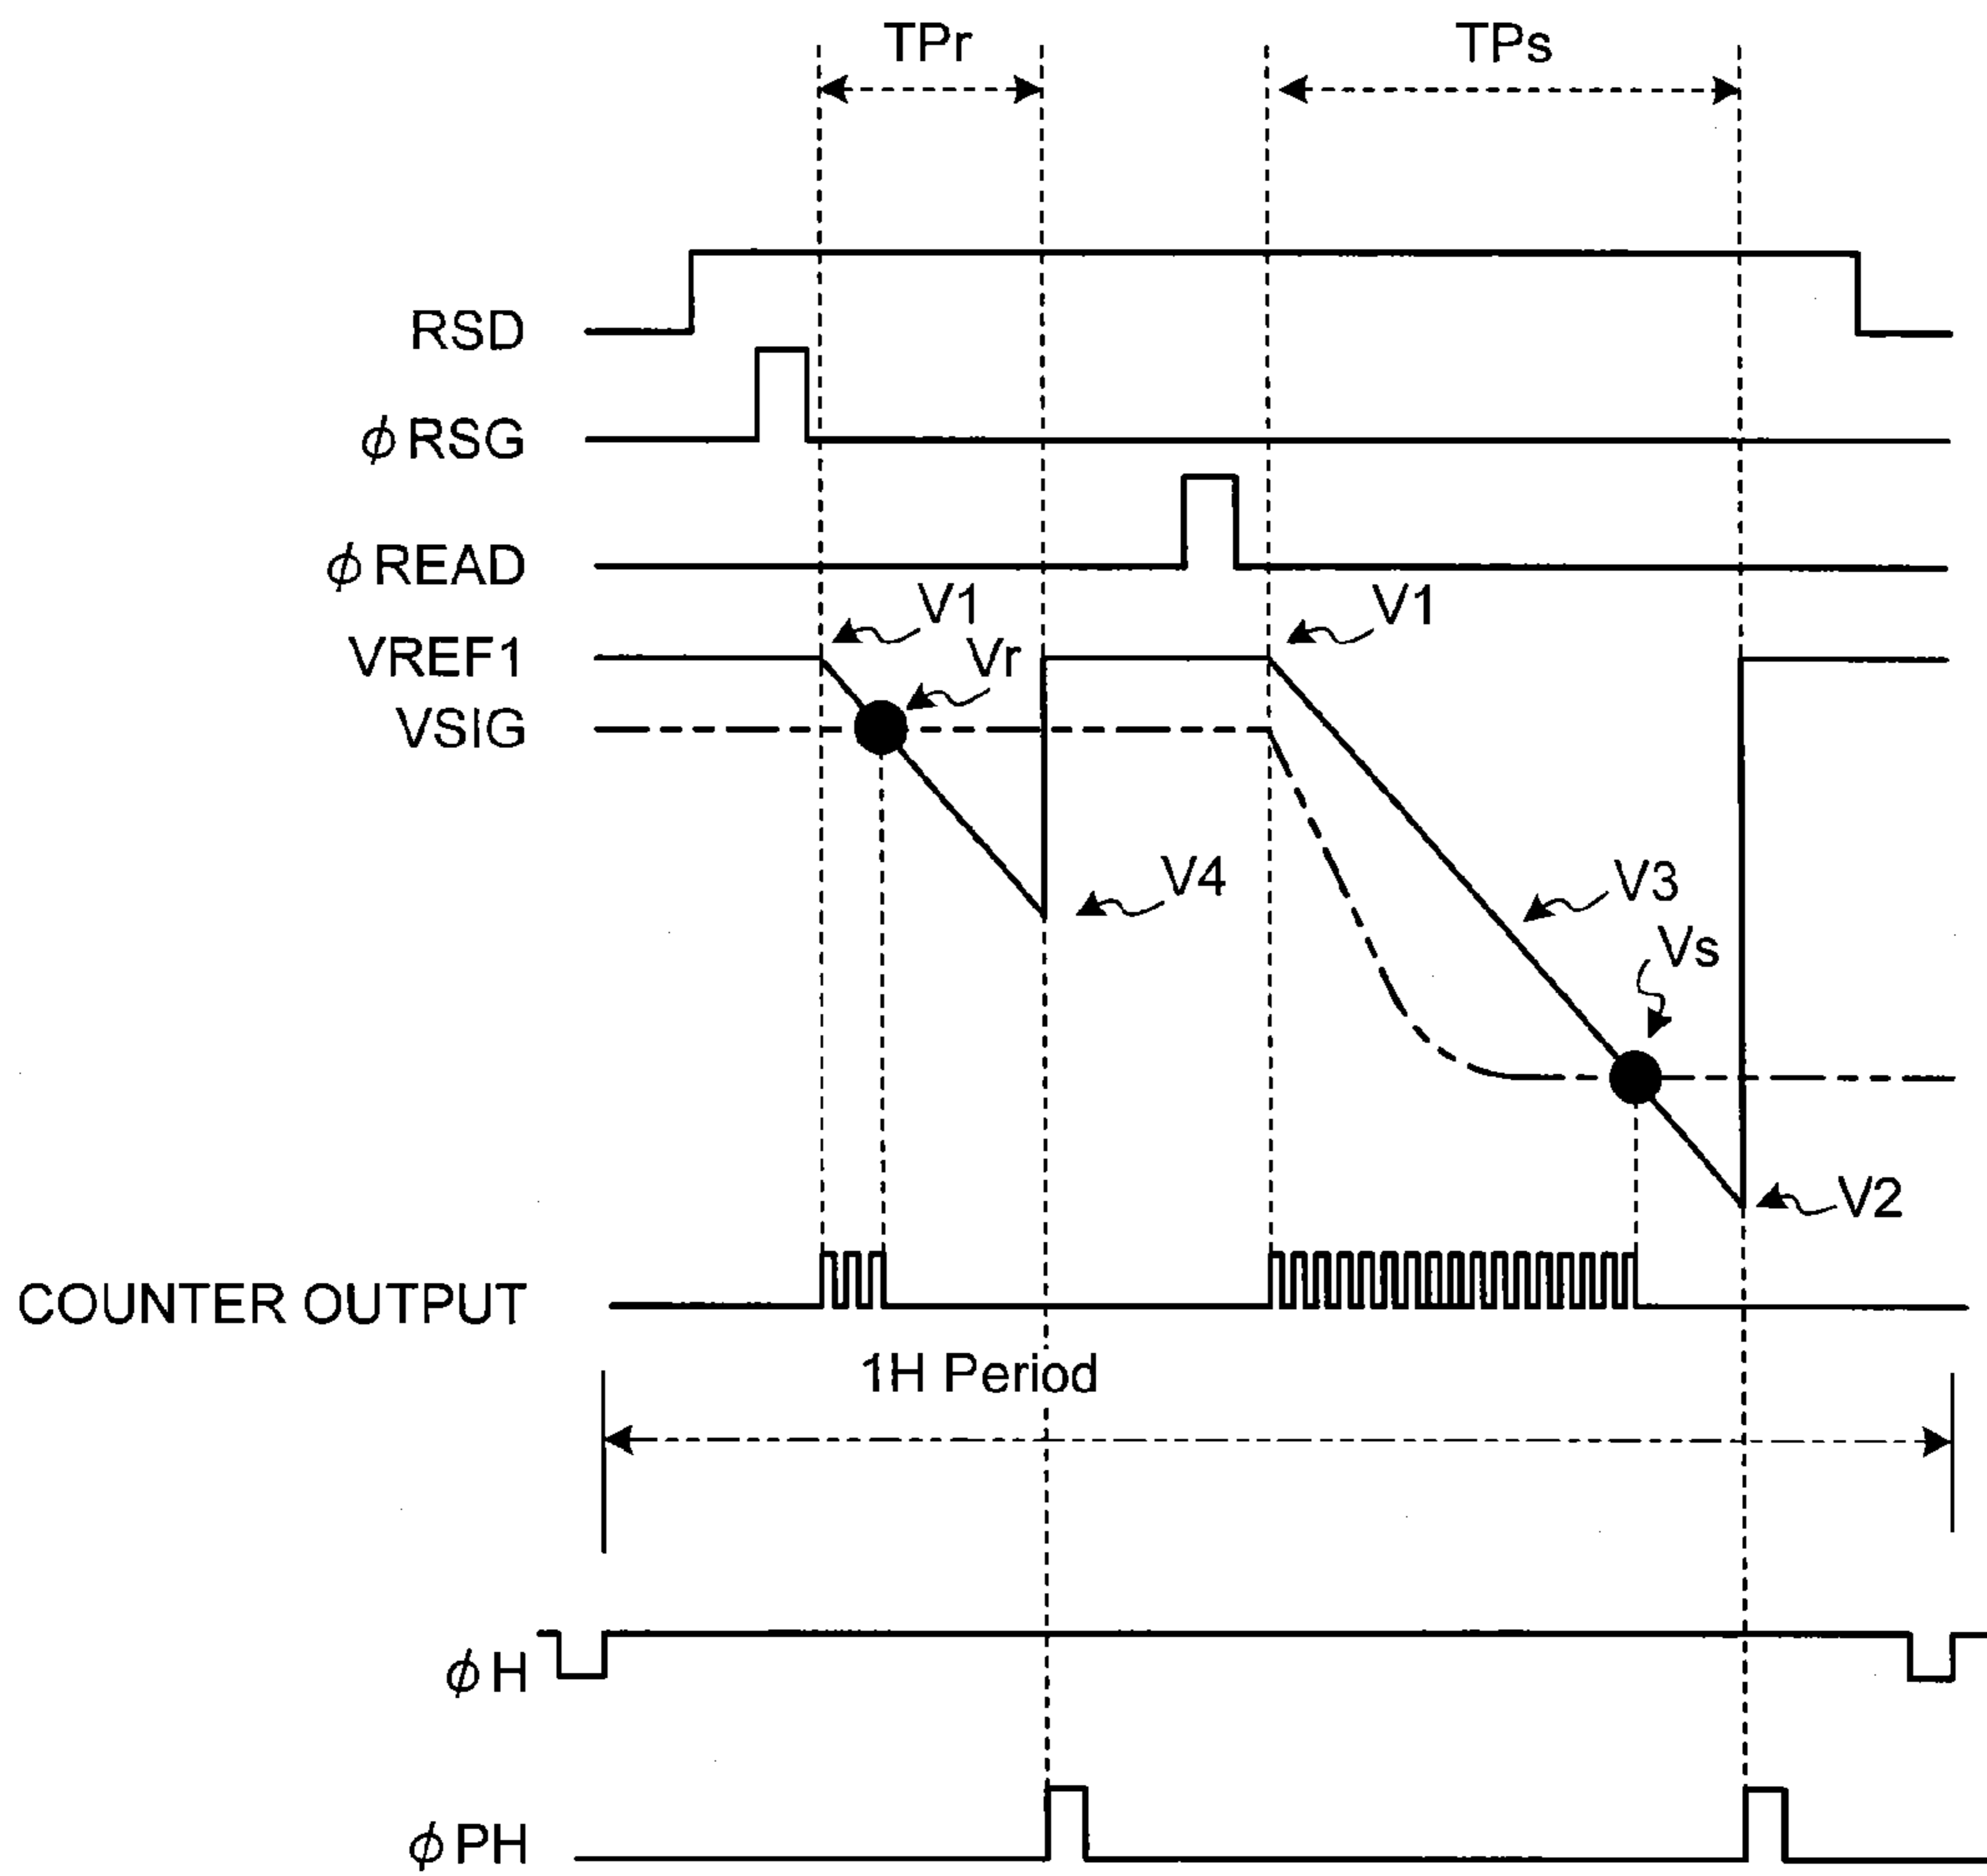 TPr
TPs
RSD
ϕRSG
ϕREAD
V1
V1
VREF1
Vr
VSIG
V4
V3
Vs
V2
COUNTER OUTPUT
1H Period
ϕH
ϕPH